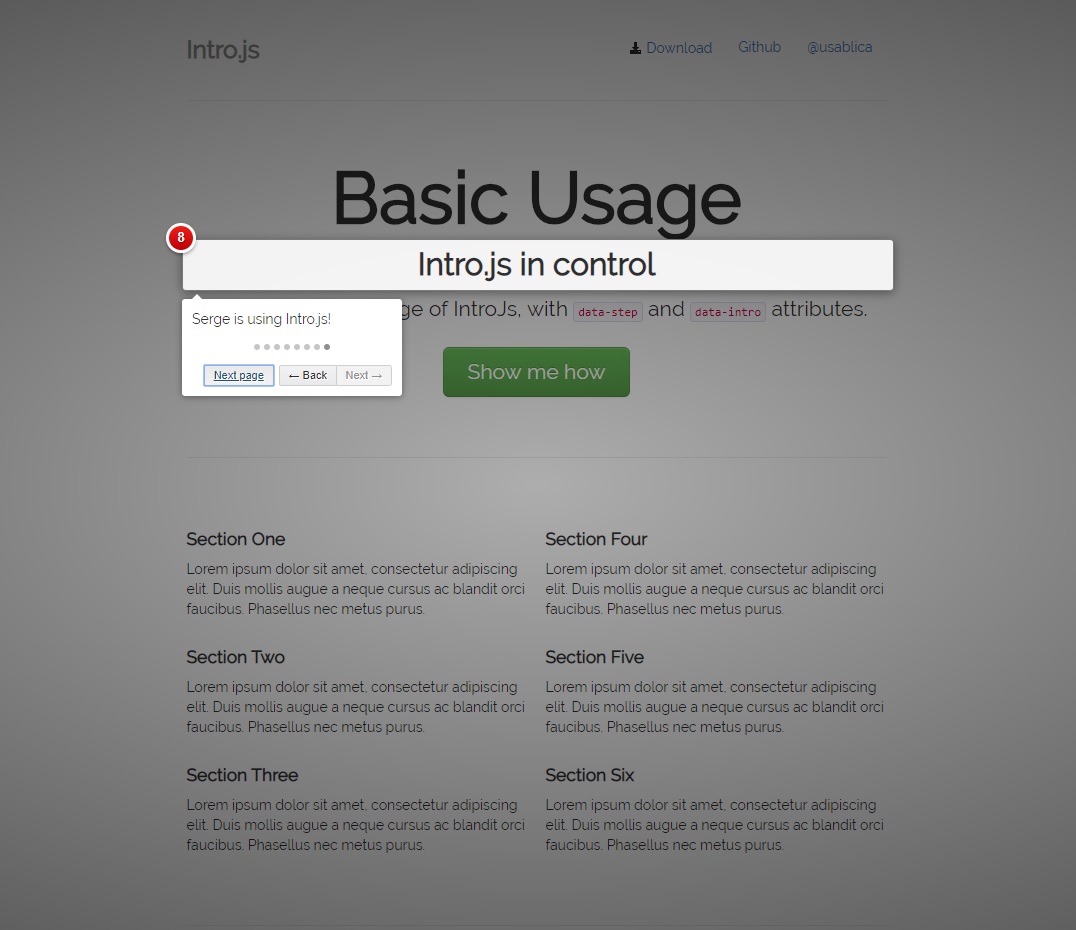 Intro.js
Download Github @usablica
Basic Usage
8
Intro.js in control
of IntroJs, with data-step and data-intro attributes.
Serge is using Intro.js!
Next page ← Back Next →
Show me how
Section One
Lorem ipsum dolor sit amet, consectetur adipiscing
elit. Duis mollis augue a neque cursus ac blandit orci
faucibus. Phasellus nec metus purus.
Section Two
Lorem ipsum dolor sit amet, consectetur adipiscing
elit. Duis mollis augue a neque cursus ac blandit orci
faucibus. Phasellus nec metus purus.
Section Three
Lorem ipsum dolor sit amet, consectetur adipiscing
elit. Duis mollis augue a neque cursus ac blandit orci
faucibus. Phasellus nec metus purus.
Section Four
Lorem ipsum dolor sit amet, consectetur adipiscing
elit. Duis mollis augue a neque cursus ac blandit orci
faucibus. Phasellus nec metus purus.
Section Five
Lorem ipsum dolor sit amet, consectetur adipiscing
elit. Duis mollis augue a neque cursus ac blandit orci
faucibus. Phasellus nec metus purus.
Section Six
Lorem ipsum dolor sit amet, consectetur adipiscing
elit. Duis mollis augue a neque cursus ac blandit orci
faucibus. Phasellus nec metus purus.